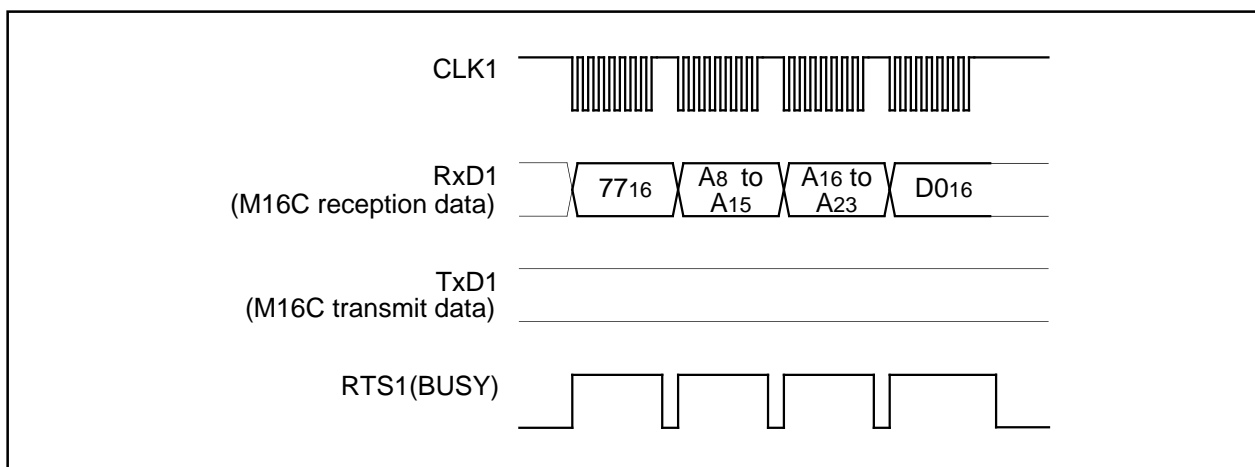 CLK1
RxD1
(M16C reception data)
7716
A8 to
A15
A16 to
A23
D016
TxD1
(M16C transmit data)
RTS1(BUSY)